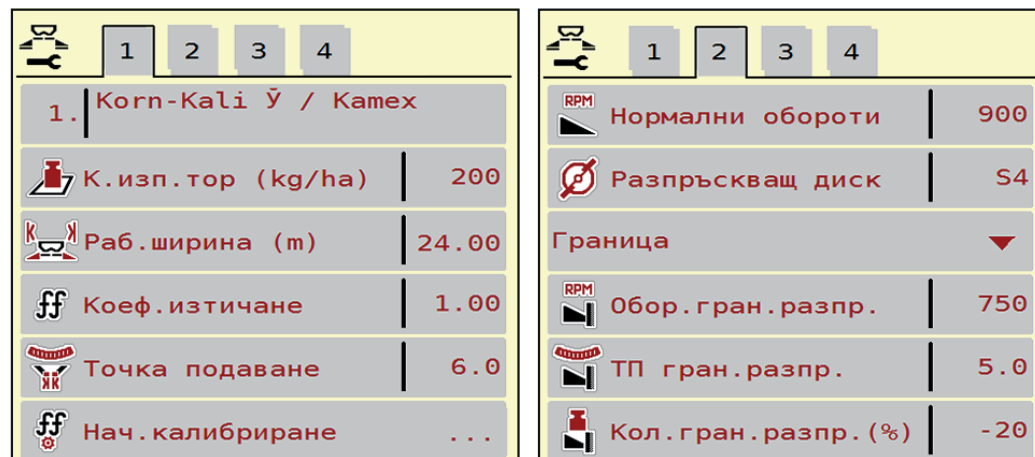 1 2 3 4
1. Korn-Kali Ў / Kamex
К.изп.тор (kg/ha) 200
Раб.ширина (m) 24.00
Коеф.изтичане 1.00
Точка подаване 6.0
Нач.калибриране ...
1 2 3 4
RPM
Нормални обороти 900
Разпръскващ диск S4
Граница
RPM
Обор.гран.разпр. 750
ТП гран.разпр. 5.0
Кол.гран.разпр.(%) -20